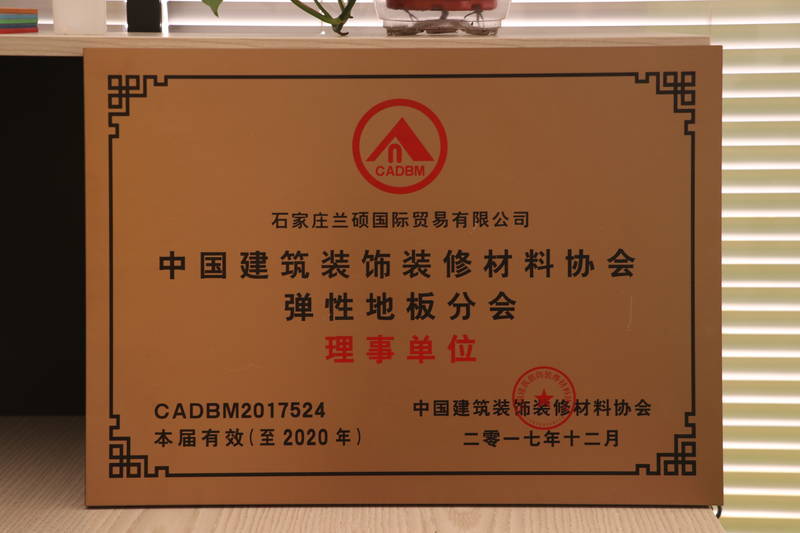 CADBM
石家庄兰硕国际贸易有限公司
中国建筑装饰装修材料协会
弹性地板分会
理事单位
CADBM2017524
本届有效(至2020年)
中国建筑装饰装修材料协会
二零一七年十二月